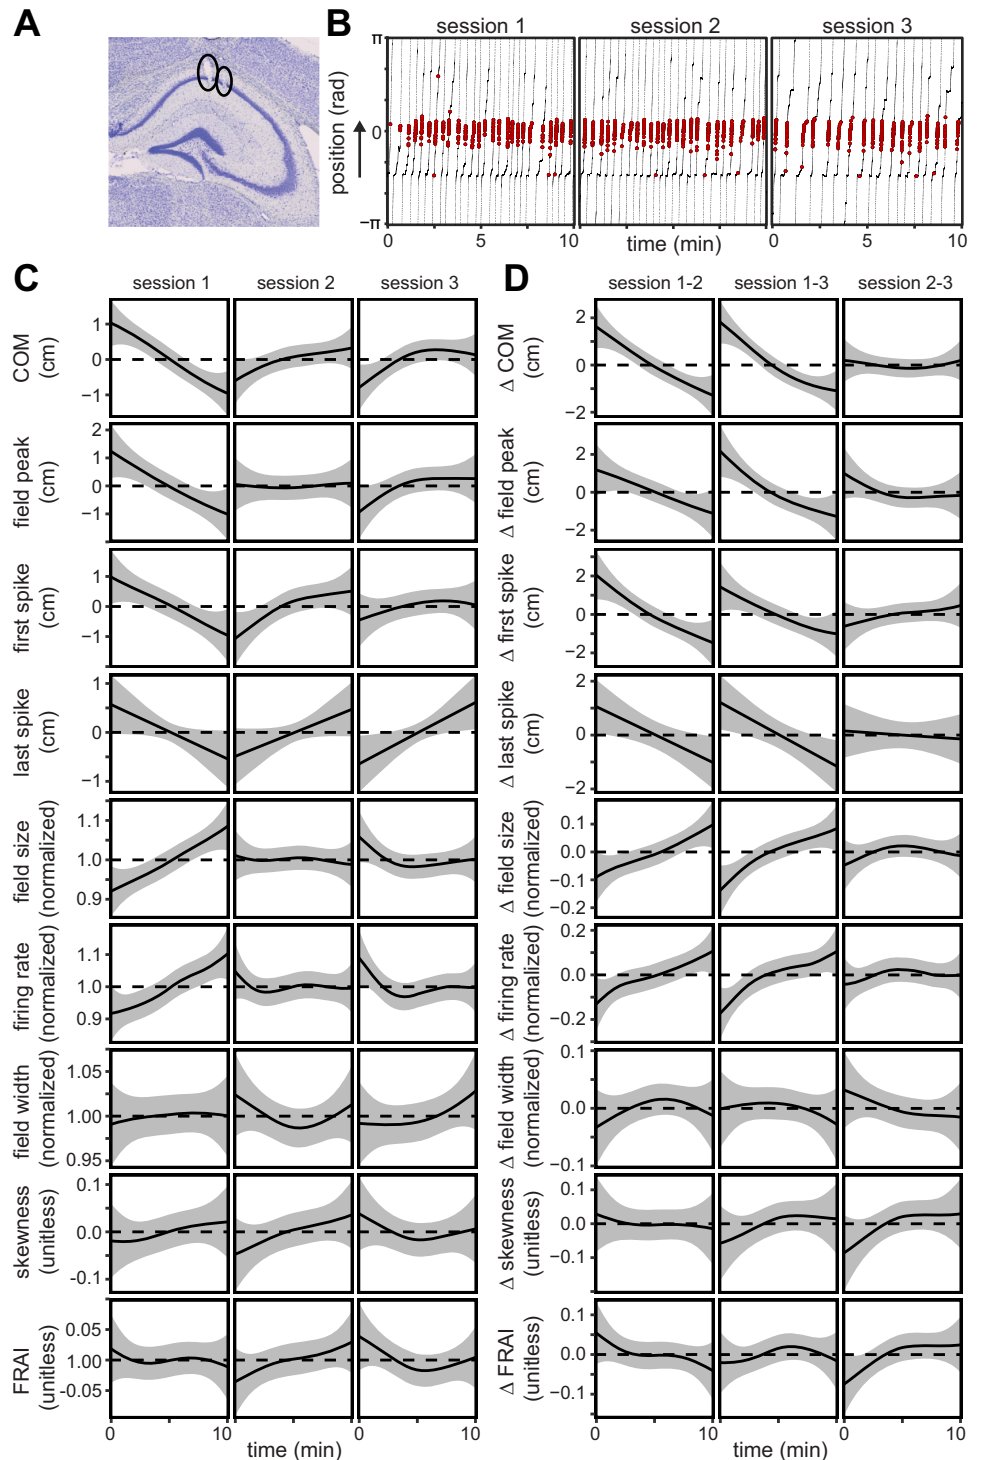 A
B
session 1
session 2
session 3
position (rad)
π
0
−π
0
5
10
0
5
10
time (min)
C
session 1
session 2
session 3
COM
(cm)
1
0
−1
field peak
(cm)
2
1
0
−1
first spike
(cm)
1
0
−1
last spike
(cm)
1
0
−1
field size
(normalized)
1.1
1.0
0.9
firing rate
(normalized)
1.1
1.0
0.9
field width
(normalized)
1.05
1.00
0.95
skewness
(unitless)
0.1
0.0
-0.1
FRAI
(unitless)
0.05
1.00
-0.05
0
10
0
10
time (min)
D
session 1-2
session 1-3
session 2-3
Δ COM
(cm)
2
0
−2
Δ field peak
(cm)
2
0
−2
Δ first spike
(cm)
2
0
−2
Δ last spike
(cm)
2
0
−2
Δ field size
(normalized)
0.1
0.0
−0.1
−0.2
Δ firing rate
(normalized)
0.2
0.0
−0.2
Δ field width
(normalized)
0.1
0.0
−0.1
Δ skewness
(unitless)
0.1
0.0
−0.1
Δ FRAI
(unitless)
0.1
0.0
−0.1
0
10
0
10
time (min)